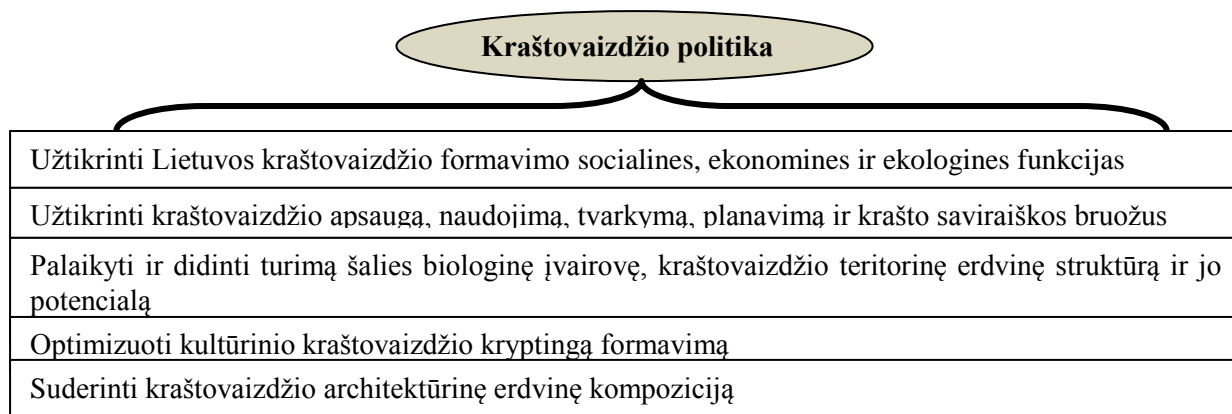 Kraštovaizdžio politika
Užtikrinti Lietuvos kraštovaizdžio formavimo socialines, ekonomines ir ekologines funkcijas
Užtikrinti kraštovaizdžio apsaugą, naudojimą, tvarkymą, planavimą ir krašto saviraiškos bruožus
Palaikyti ir didinti turimą šalies biologinę įvairovę, kraštovaizdžio teritorinę erdvinę struktūrą ir jo
potencialą
Optimizuoti kultūrinio kraštovaizdžio kryptingą formavimą
Suderinti kraštovaizdžio architektūrinę erdvinę kompoziciją